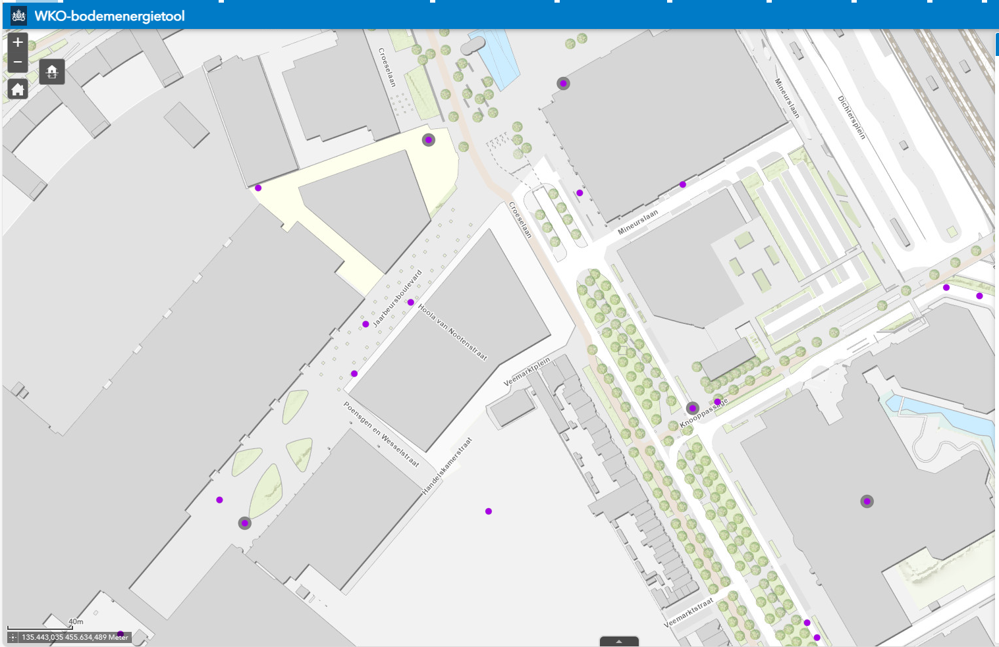 WKO-bodemenergietool
+
−
Croeselaan
Mineurslaan
Dichtersplein
Croeselaan
Mineurslaan
Jaarbeursboulevard
Hoola van Nootenstraat
Veemarktplein
Knooppassage
Poensgen en Wesselstraat
Handelskamerstraat
Veemarktstraat
40m
135.443,035 455.634,489 Meter